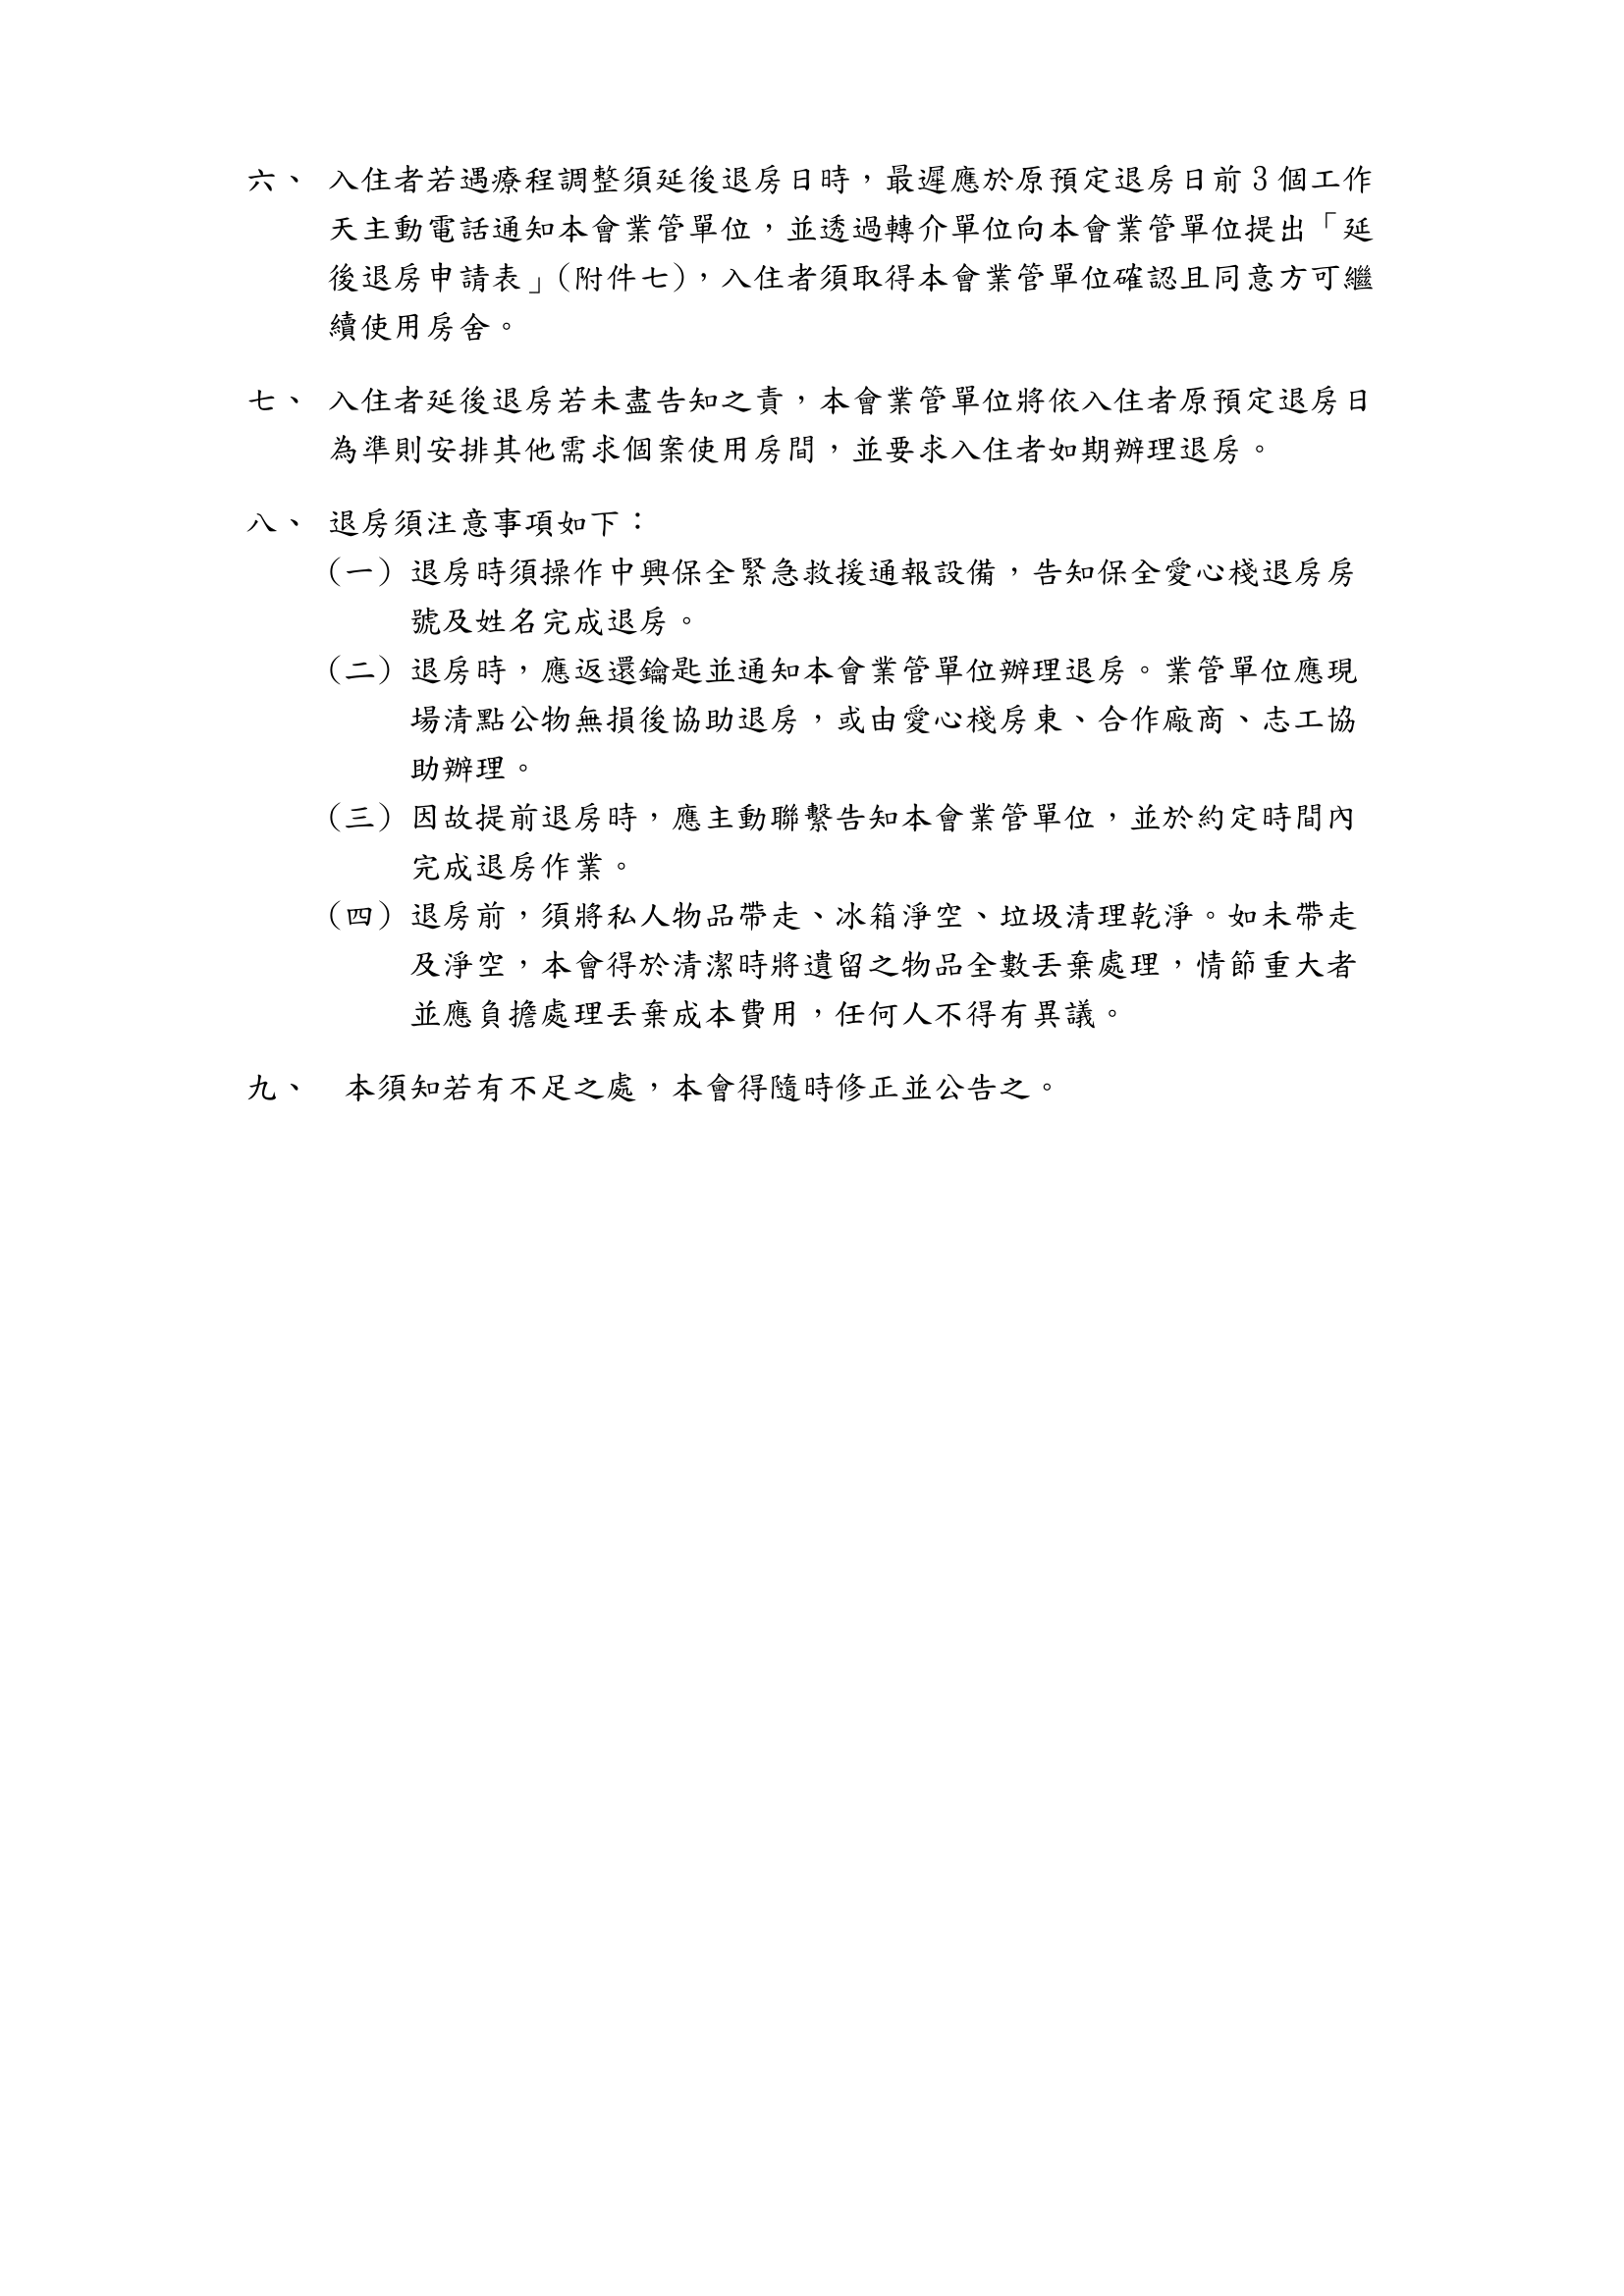 六、 入住者若遇療程調整須延後退房日時，最遲應於原預定退房日前 3 個工作
天主動電話通知本會業管單位，並透過轉介單位向本會業管單位提出「延
後退房申請表」(附件七)，入住者須取得本會業管單位確認且同意方可繼
續使用房舍。
七、 入住者延後退房若未盡告知之責，本會業管單位將依入住者原預定退房日
為準則安排其他需求個案使用房間，並要求入住者如期辦理退房。
八、 退房須注意事項如下：
(一) 退房時須操作中興保全緊急救援通報設備，告知保全愛心棧退房房
號及姓名完成退房。
(二) 退房時，應返還鑰匙並通知本會業管單位辦理退房。業管單位應現
場清點公物無損後協助退房，或由愛心棧房東、合作廠商、志工協
助辦理。
(三) 因故提前退房時，應主動聯繫告知本會業管單位，並於約定時間內
完成退房作業。
(四) 退房前，須將私人物品帶走、冰箱淨空、垃圾清理乾淨。如未帶走
及淨空，本會得於清潔時將遺留之物品全數丟棄處理，情節重大者
並應負擔處理丟棄成本費用，任何人不得有異議。
九、 本須知若有不足之處，本會得隨時修正並公告之。